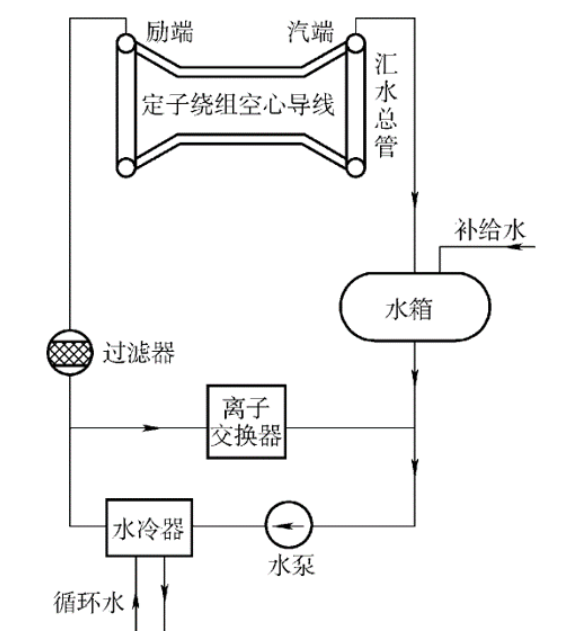 励端
汽端
汇水总管
定子绕组空心导线
补给水
水箱
过滤器
离子
交换器
水冷器
水泵
循环水